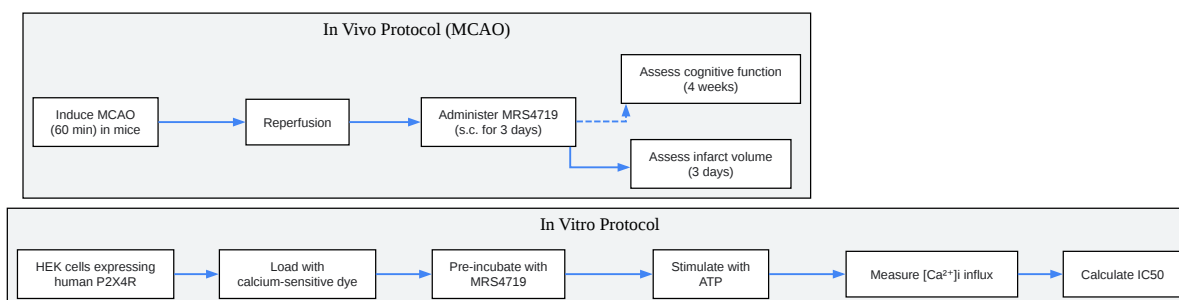 In Vivo Protocol (MCAO)
Induce MCAO
(60 min) in mice
Reperfusion
Administer MRS4719
(s.c. for 3 days)
Assess cognitive function
(4 weeks)
Assess infarct volume
(3 days)
In Vitro Protocol
HEK cells expressing
human P2X4R
Load with
calcium-sensitive dye
Pre-incubate with
MRS4719
Stimulate with
ATP
Measure [Ca²⁺]i influx
Calculate IC50